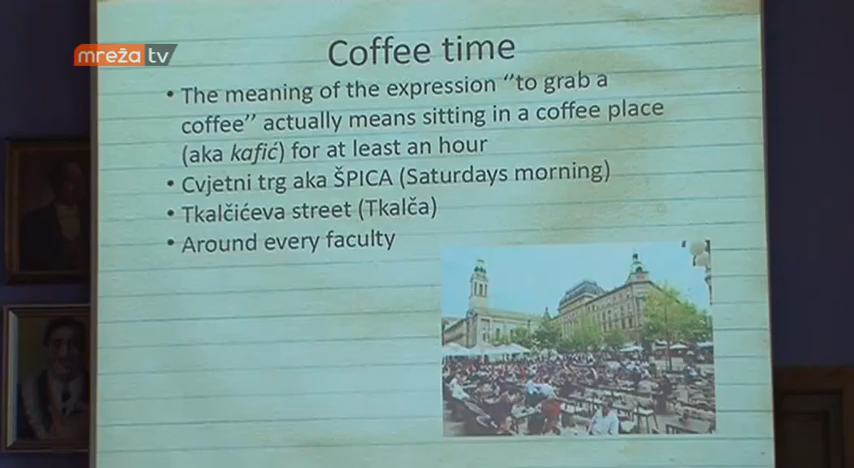 mreža tv
Coffee time
• The meaning of the expression ‘’to grab a
coffee’’ actually means sitting in a coffee place
(aka kafić) for at least an hour
• Cvjetni trg aka ŠPICA (Saturdays morning)
• Tkalčićeva street (Tkalča)
• Around every faculty